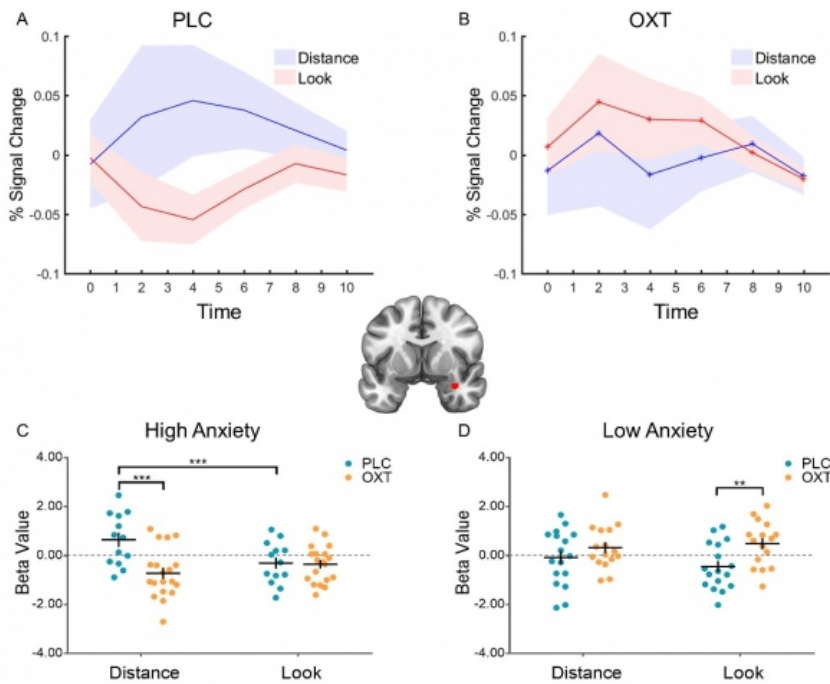 A
PLC
% Signal Change
0.1
0.05
0
-0.05
-0.1
Distance
Look
0 1 2 3 4 5 6 7 8 9 10
Time
B
OXT
% Signal Change
0.1
0.05
0
-0.05
-0.1
Distance
Look
0 1 2 3 4 5 6 7 8 9 10
Time
C
High Anxiety
Beta Value
4.00
2.00
0.00
-2.00
-4.00
PLC
OXT
***
***
Distance Look
D
Low Anxiety
Beta Value
4.00
2.00
0.00
-2.00
-4.00
PLC
OXT
**
Distance Look